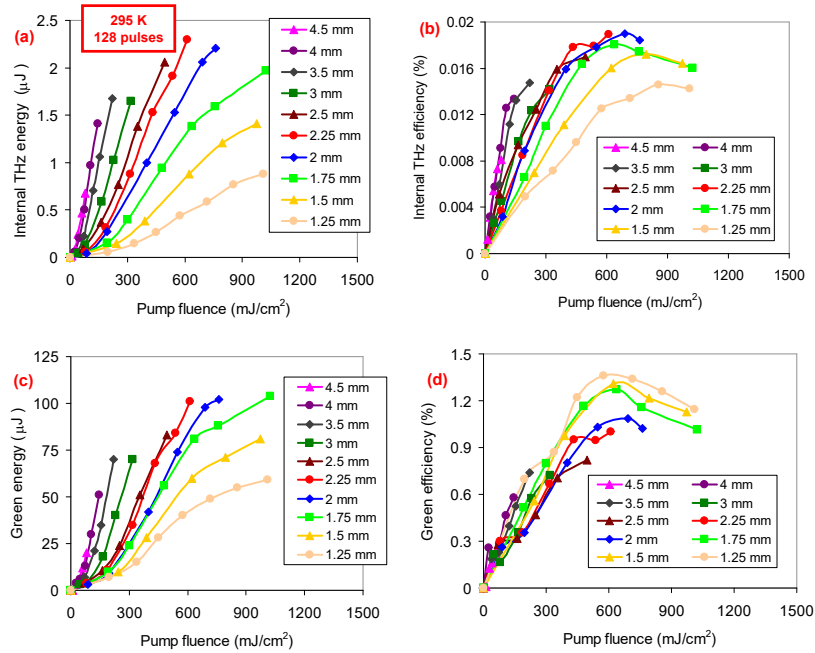 295 K
128 pulses
(a)
Internal THz energy (µJ)
2.5
2
1.5
1
0.5
0
0 300 600 900 1200 1500
Pump fluence (mJ/cm²)
4.5 mm
4 mm
3.5 mm
3 mm
2.5 mm
2.25 mm
2 mm
1.75 mm
1.5 mm
1.25 mm
(b)
Internal THz efficiency (%)
0.02
0.016
0.012
0.008
0.004
0
0 300 600 900 1200 1500
Pump fluence (mJ/cm²)
4.5 mm 4 mm
3.5 mm 3 mm
2.5 mm 2.25 mm
2 mm 1.75 mm
1.5 mm 1.25 mm
(c)
Green energy (µJ)
125
100
75
50
25
0
0 300 600 900 1200 1500
Pump fluence (mJ/cm²)
4.5 mm
4 mm
3.5 mm
3 mm
2.5 mm
2.25 mm
2 mm
1.75 mm
1.5 mm
1.25 mm
(d)
Green efficiency (%)
1.5
1.2
0.9
0.6
0.3
0
0 300 600 900 1200 1500
Pump fluence (mJ/cm²)
4.5 mm 4 mm
3.5 mm 3 mm
2.5 mm 2.25 mm
2 mm 1.75 mm
1.5 mm 1.25 mm